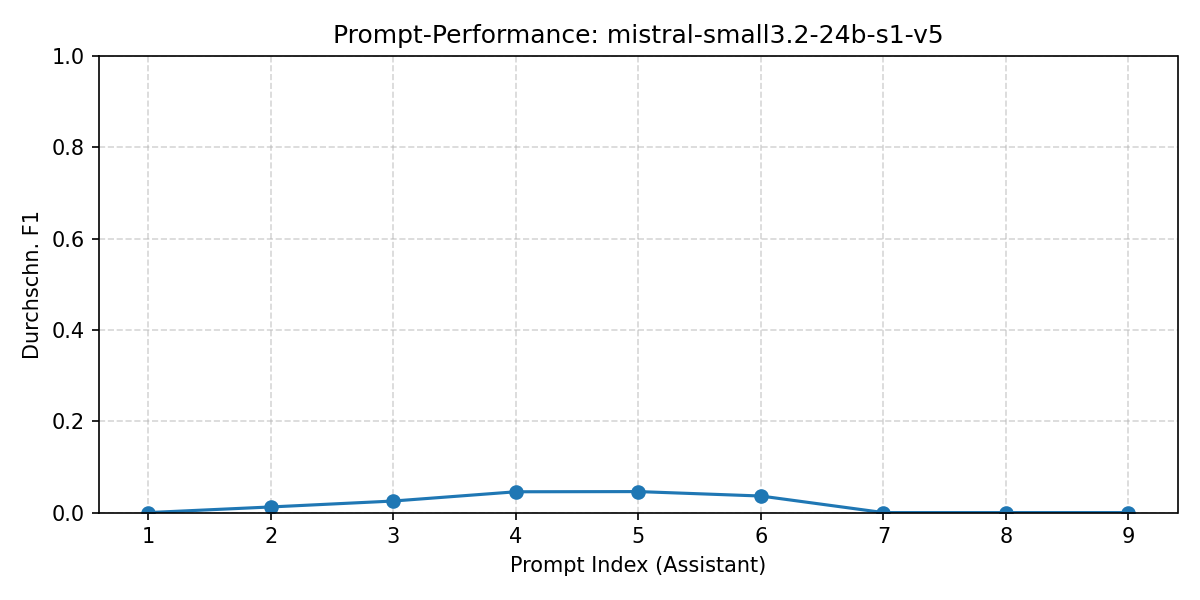 Prompt-Performance: mistral-small3.2-24b-s1-v5
1.0
0.8
0.6
0.4
0.2
0.0
Durchschn. F1
1 2 3 4 5 6 7 8 9
Prompt Index (Assistant)